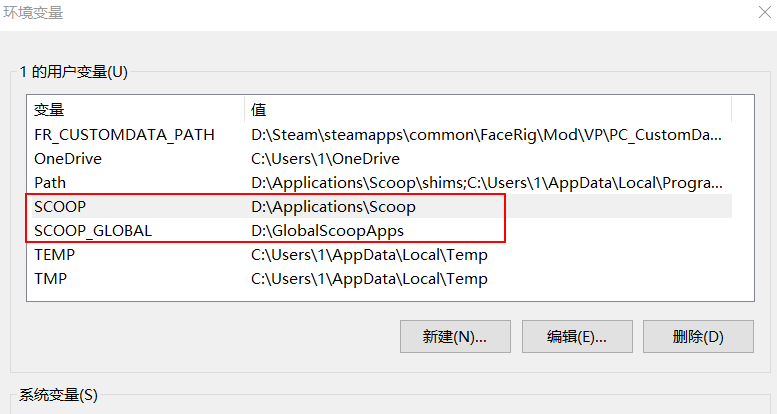 环境变量
1 的用户变量(U)
变量 值
FR_CUSTOMDATA_PATH D:\Steam\steamapps\common\FaceRig\Mod\VP\PC_CustomDa...
OneDrive C:\Users\1\OneDrive
Path D:\Applications\Scoop\shims;C:\Users\1\AppData\Local\Progra...
SCOOP D:\Applications\Scoop
SCOOP_GLOBAL D:\GlobalScoopApps
TEMP C:\Users\1\AppData\Local\Temp
TMP C:\Users\1\AppData\Local\Temp
新建(N)... 编辑(E)... 删除(D)
系统变量(S)